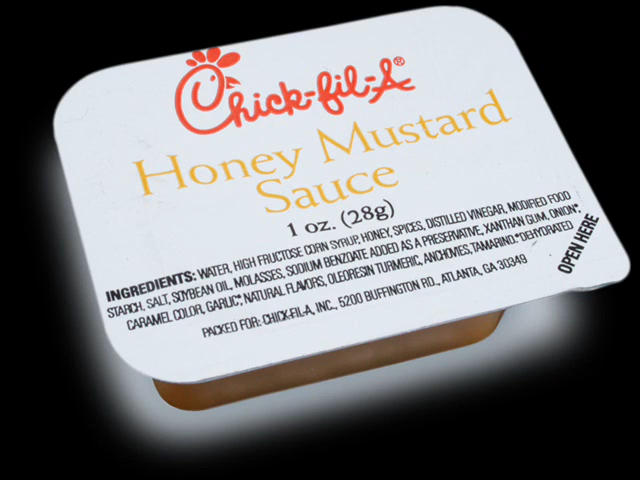 Chick-fil-A®
Honey Mustard
Sauce
1 oz. (28g)
INGREDIENTS: WATER, HIGH FRUCTOSE CORN SYRUP, HONEY, SPICES, DISTILLED VINEGAR, MODIFIED FOOD
STARCH, SALT, SOYBEAN OIL, MOLASSES, SODIUM BENZOATE ADDED AS A PRESERVATIVE, XANTHAN GUM, ONION*,
CARAMEL COLOR, GARLIC*, NATURAL FLAVORS, OLEORESIN TURMERIC, ANCHOVIES, TAMARIND *DEHYDRATED
PACKED FOR: CHICK-FIL-A, INC., 5200 BUFFINGTON RD., ATLANTA, GA 30349
OPEN HERE